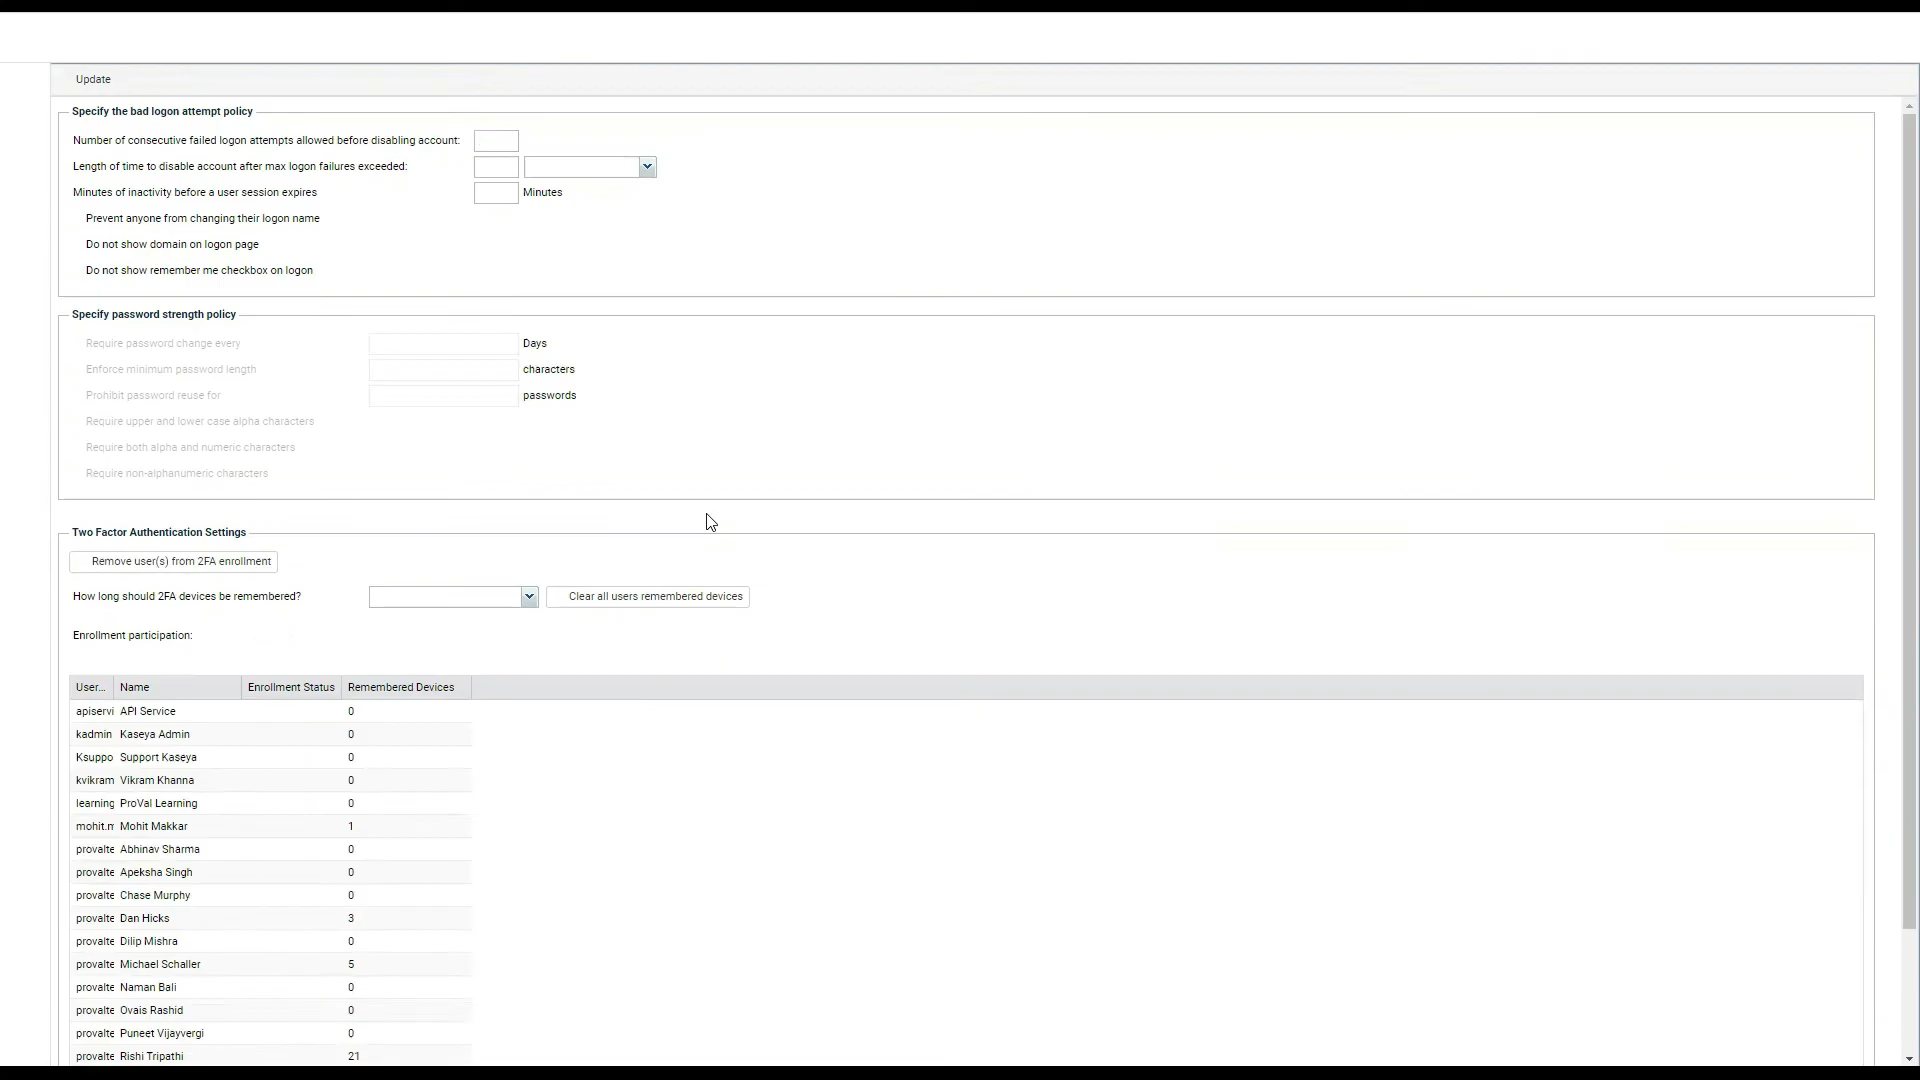 Update
Specify the bad logon attempt policy
Number of consecutive failed logon attempts allowed before disabling account:
Length of time to disable account after max logon failures exceeded:
Minutes of inactivity before a user session expires Minutes
Prevent anyone from changing their logon name
Do not show domain on logon page
Do not show remember me checkbox on logon
Specify password strength policy
Require password change every Days
Enforce minimum password length characters
Prohibit password reuse for passwords
Require upper and lower case alpha characters
Require both alpha and numeric characters
Require non-alphanumeric characters
Two Factor Authentication Settings
Remove user(s) from 2FA enrollment
How long should 2FA devices be remembered? Clear all users remembered devices
Enrollment participation:
User... Name Enrollment Status Remembered Devices
apiservi API Service 0
kadmin Kaseya Admin 0
Ksuppo Support Kaseya 0
kvikram Vikram Khanna 0
learning ProVal Learning 0
mohit.m Mohit Makkar 1
provalte Abhinav Sharma 0
provalte Apeksha Singh 0
provalte Chase Murphy 0
provalte Dan Hicks 3
provalte Dilip Mishra 0
provalte Michael Schaller 5
provalte Naman Bali 0
provalte Ovais Rashid 0
provalte Puneet Vijayvergi 0
provalte Rishi Tripathi 21